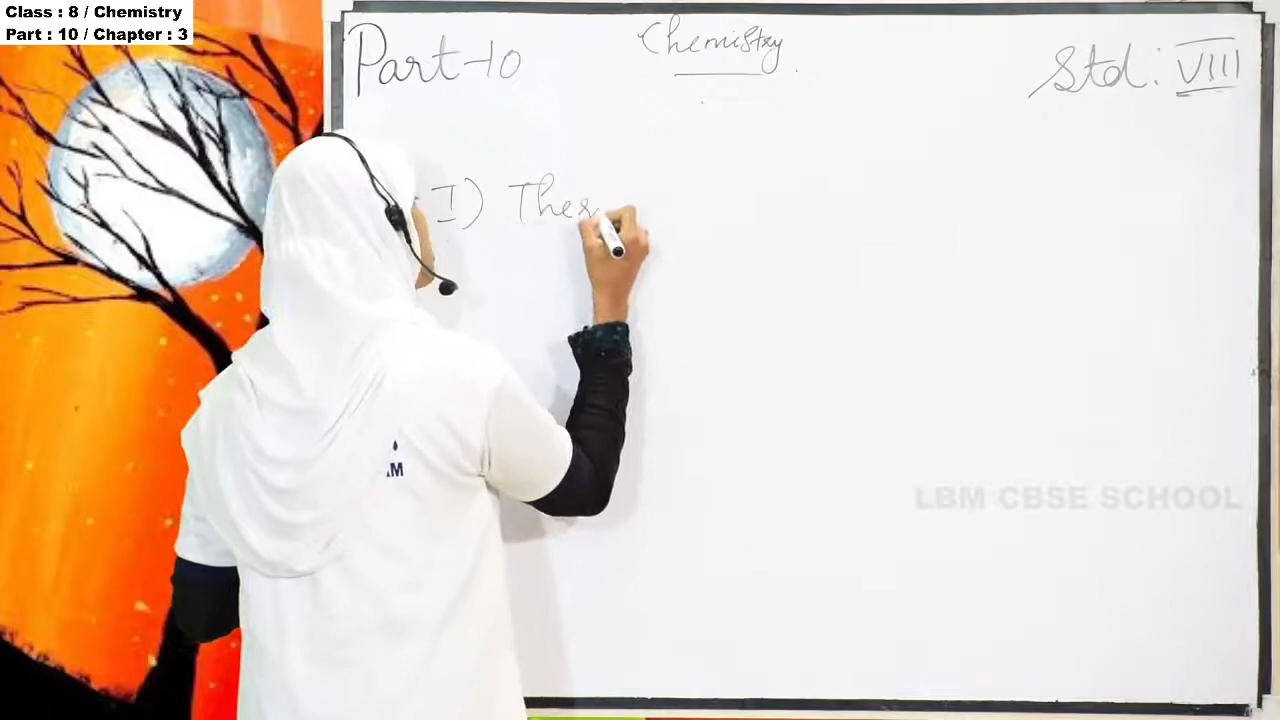 Class : 8 / Chemistry
Part : 10 / Chapter : 3
Part-10
Chemistry
Std: VIII
I) Ther
LBM CBSE SCHOOL